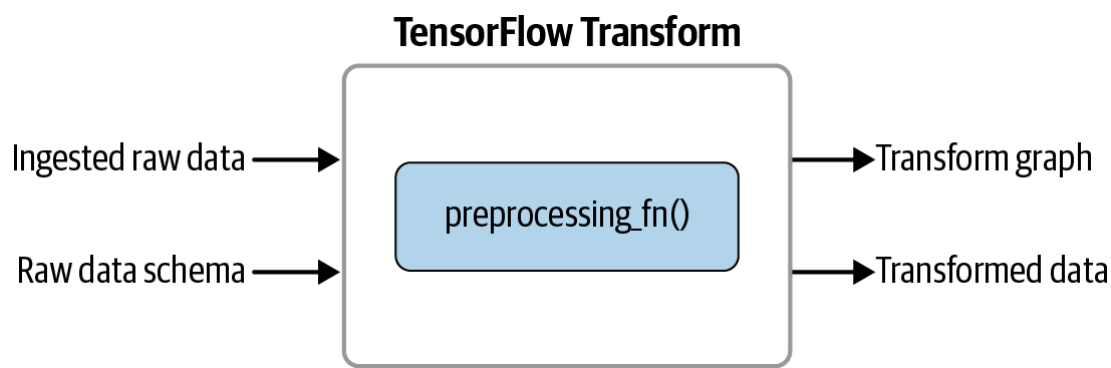 TensorFlow Transform
Ingested raw data
Transform graph
preprocessing_fn()
Raw data schema
Transformed data